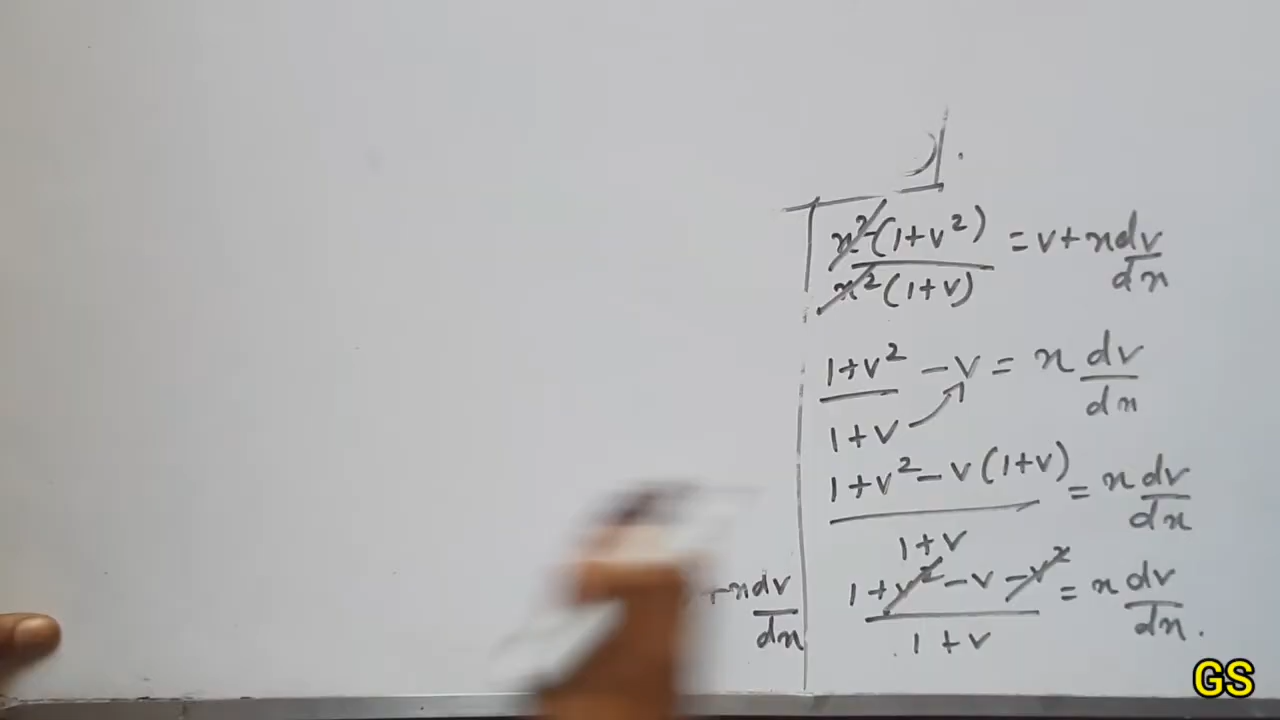 x²(1+v²) / x²(1+v) = v + x dv/dx
1+v² / 1+v - v = x dv/dx
1+v² - v(1+v) / 1+v = x dv/dx
+ x dv/dx
1+v² - v - v² / 1+v = x dv/dx.
GS